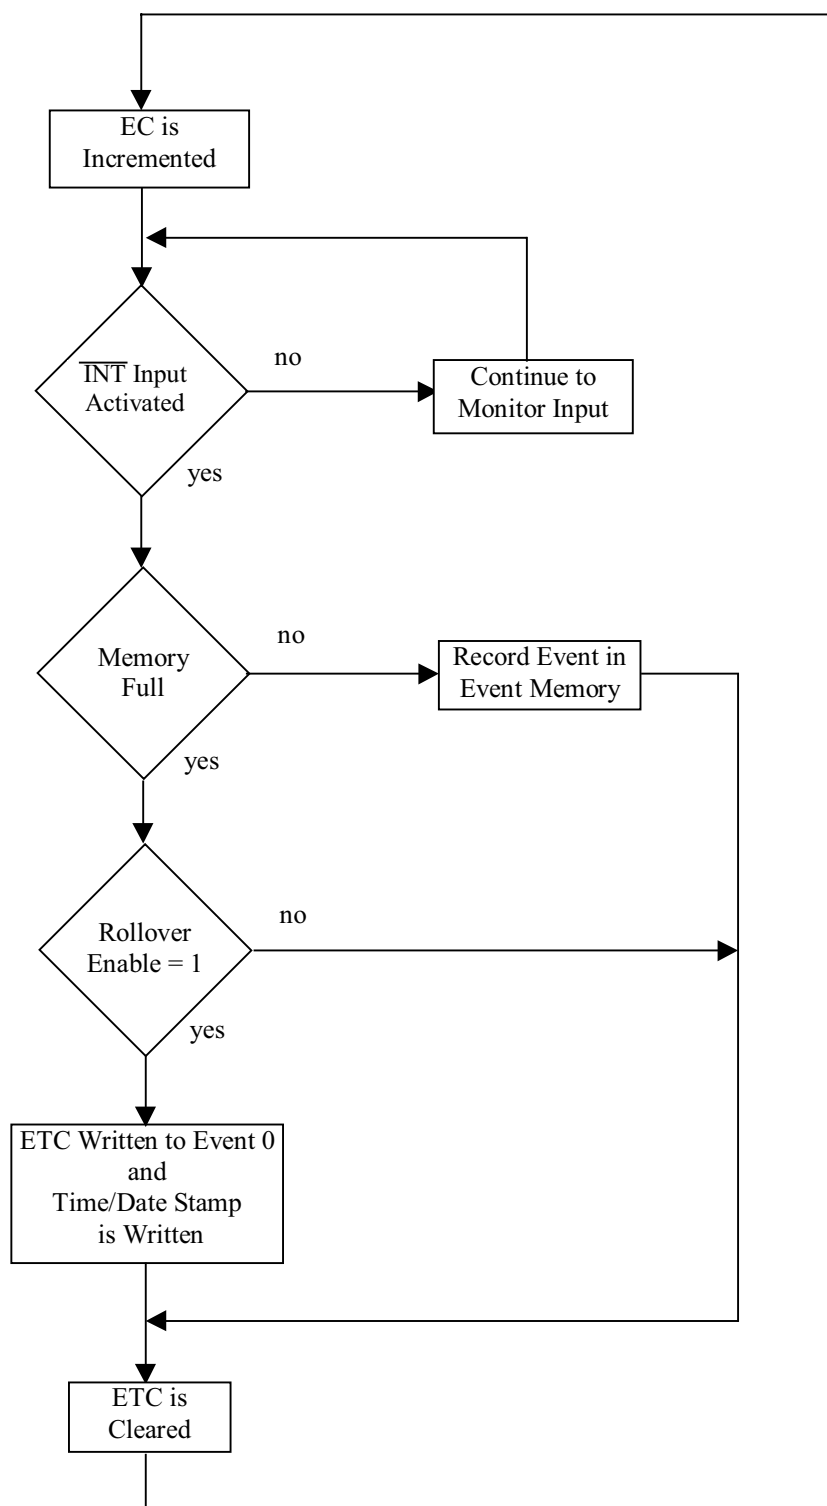 EC is
Incremented
INT Input
Activated
no
Continue to
Monitor Input
yes
Memory
Full
no
Record Event in
Event Memory
yes
Rollover
Enable = 1
no
yes
ETC Written to Event 0
and
Time/Date Stamp
is Written
ETC is
Cleared